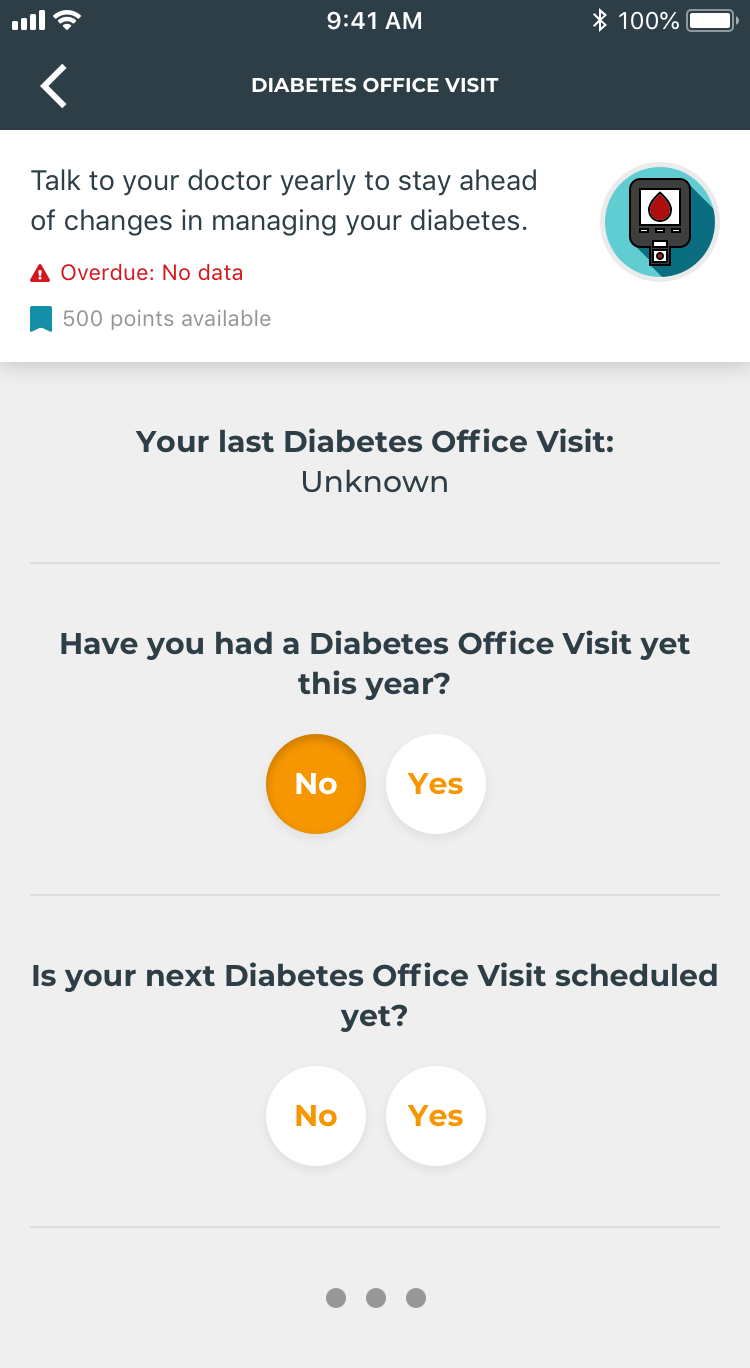 9:41 AM
100%
DIABETES OFFICE VISIT
Talk to your doctor yearly to stay ahead
of changes in managing your diabetes.
Overdue: No data
500 points available
Your last Diabetes Office Visit:
Unknown
Have you had a Diabetes Office Visit yet
this year?
No Yes
Is your next Diabetes Office Visit scheduled
yet?
No Yes